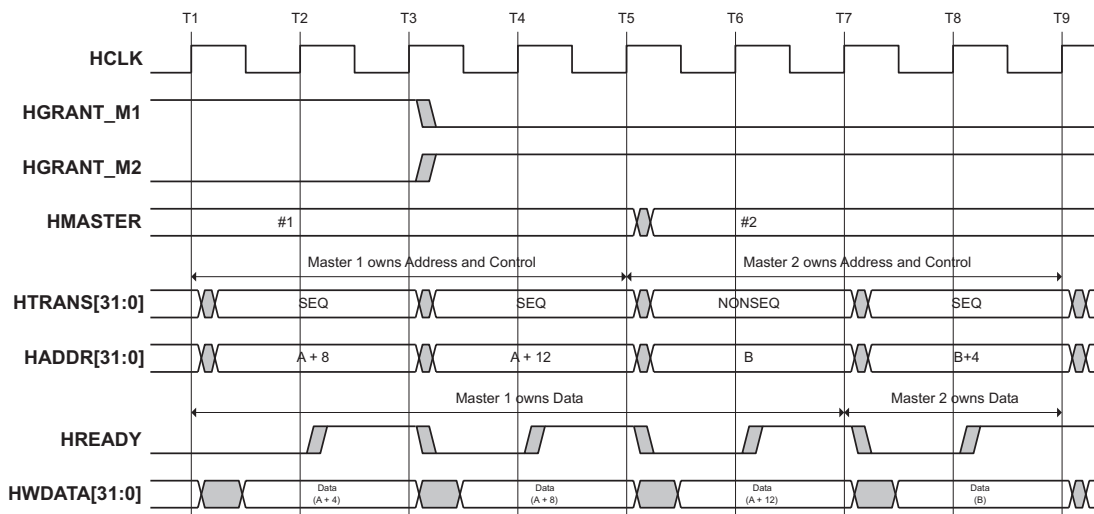 T1 T2 T3 T4 T5 T6 T7 T8 T9
HCLK
HGRANT_M1
HGRANT_M2
HMASTER #1 #2
Master 1 owns Address and Control Master 2 owns Address and Control
HTRANS[31:0] SEQ SEQ NONSEQ SEQ
HADDR[31:0] A + 8 A + 12 B B+4
Master 1 owns Data Master 2 owns Data
HREADY
HWDATA[31:0] Data Data Data Data
(A + 4) (A + 8) (A + 12) (B)